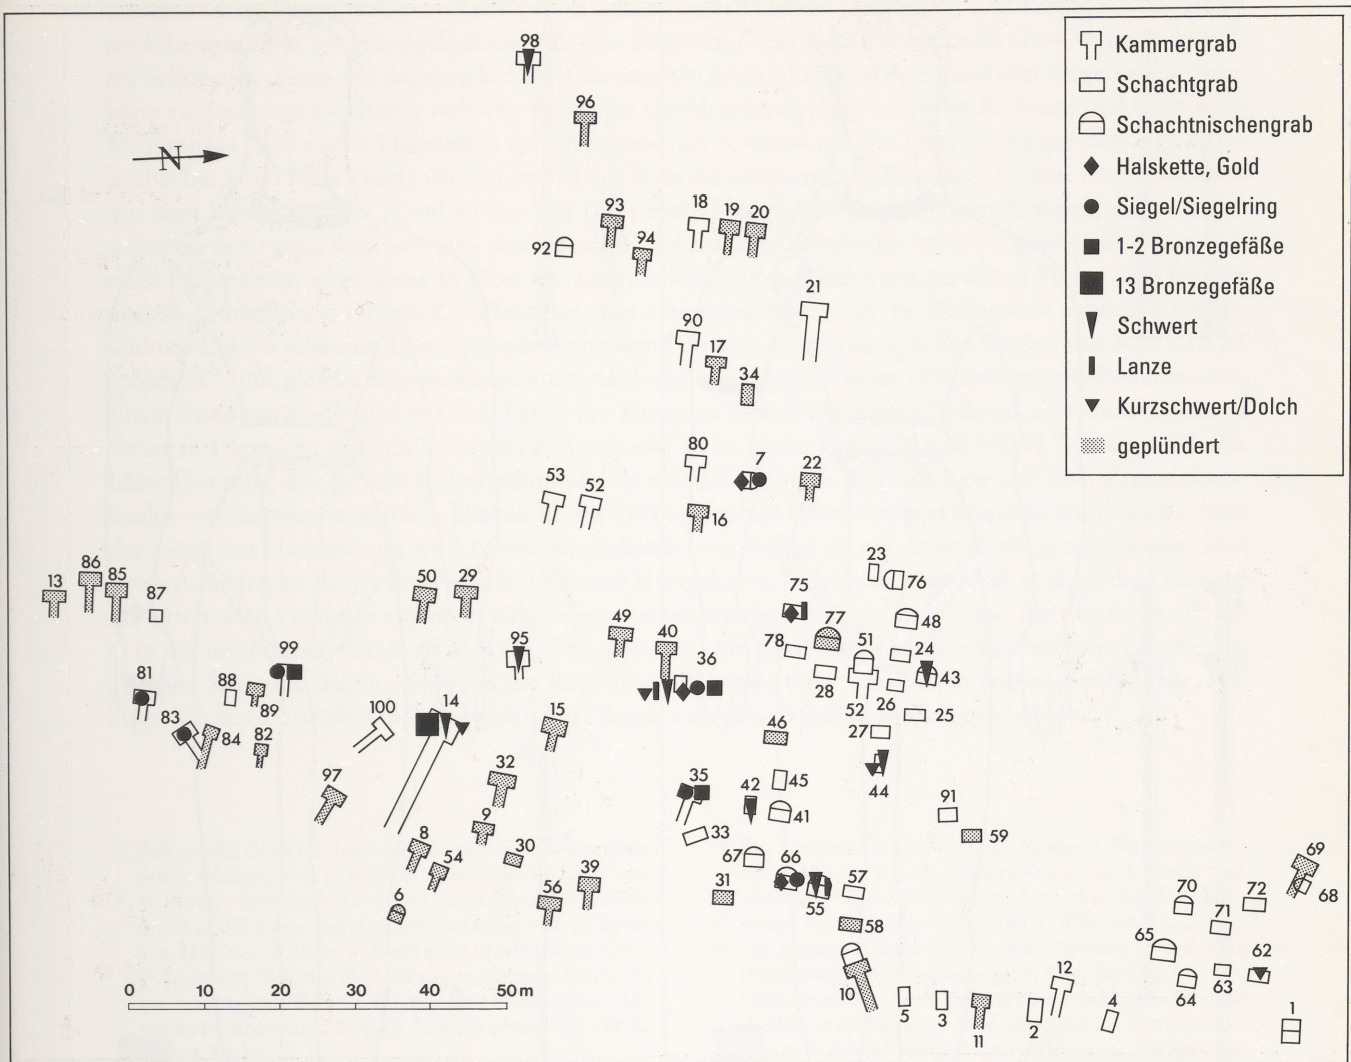 98
Kammergrab
Schachtgrab
96
Schachtnischengrab
N
Halskette, Gold
93 18 19 20
Siegel/Siegelring
92 94
1-2 Bronzegefäße
21
13 Bronzegefäße
90
Schwert
17
34
Lanze
Kurzschwert/Dolch
80 7 22
geplündert
53 52
16
86 85
13 87
50 29
23
76
75
49 40
77
48
78 51
99 95
36
24
81 88
43
28
89
52 26
25
83 84 82
100 14 15
46 27
97 32
35 42 45
44
33 41
91
59
8 9
54 30
67 66
6
56 39
31
55 57
58
69
68
70 71 72
65
62
64 63
10
5 3 11 2 12 4 1
0 10 20 30 40 50 m